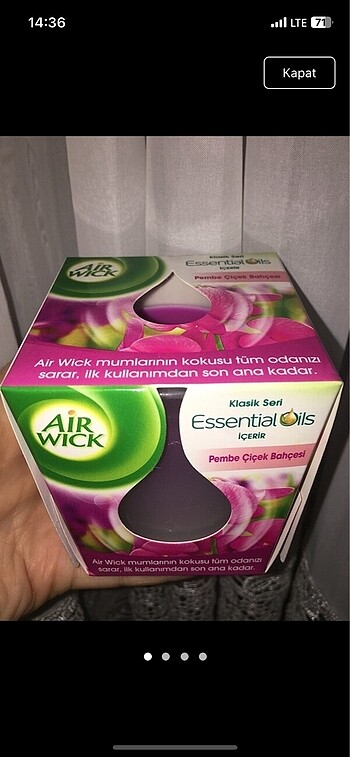 14:36
LTE 71
Kapat
AIR
WICK
Klasik Seri
Essential Oils
İÇERİR
Pembe Çiçek Bahçesi
Air Wick mumlarının kokusu tüm odanızı
sarar, ilk kullanımdan son ana kadar.
AIR
WICK
Klasik Seri
Essential Oils
İÇERİR
Pembe Çiçek Bahçesi
Air Wick mumlarının kokusu tüm odanızı
sarar, ilk kullanımdan son ana kadar.